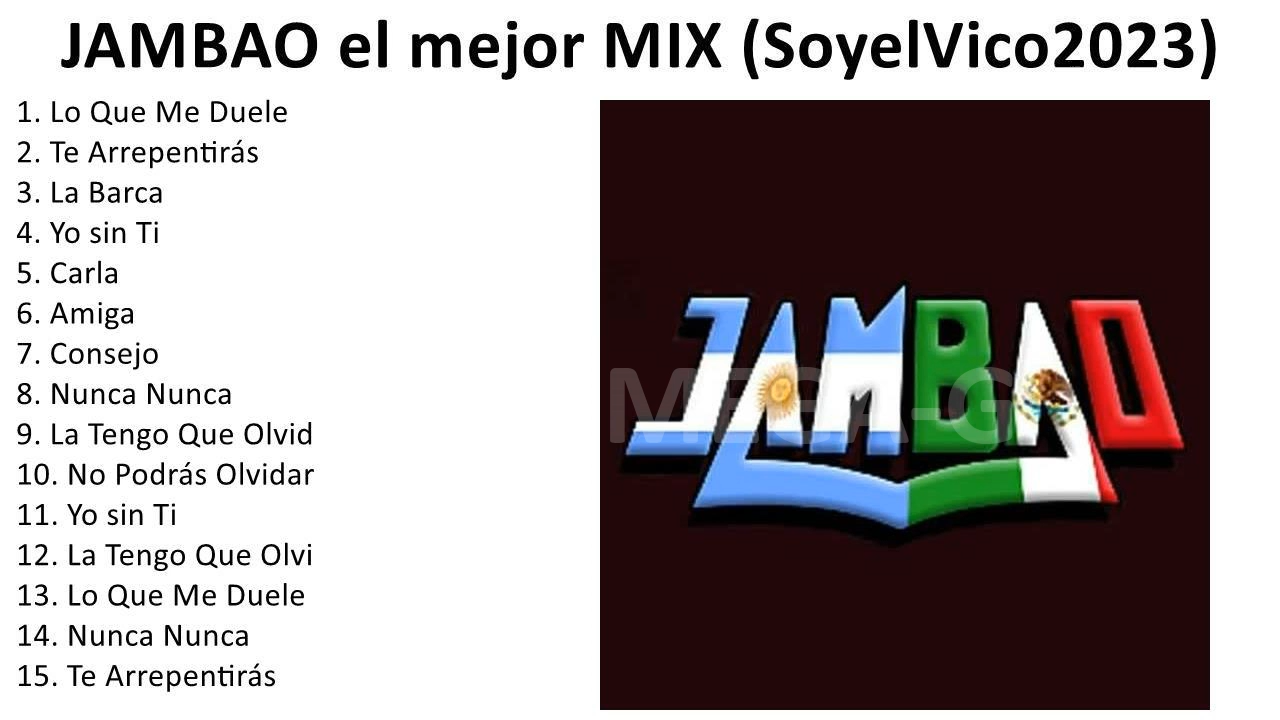 JAMBAO el mejor MIX (SoyelVico2023)
1. Lo Que Me Duele
2. Te Arrepentirás
3. La Barca
4. Yo sin Ti
5. Carla
6. Amiga
7. Consejo
8. Nunca Nunca
9. La Tengo Que Olvid
10. No Podrás Olvidar
11. Yo sin Ti
12. La Tengo Que Olvi
13. Lo Que Me Duele
14. Nunca Nunca
15. Te Arrepentirás
JAMBAO
MEGA-G